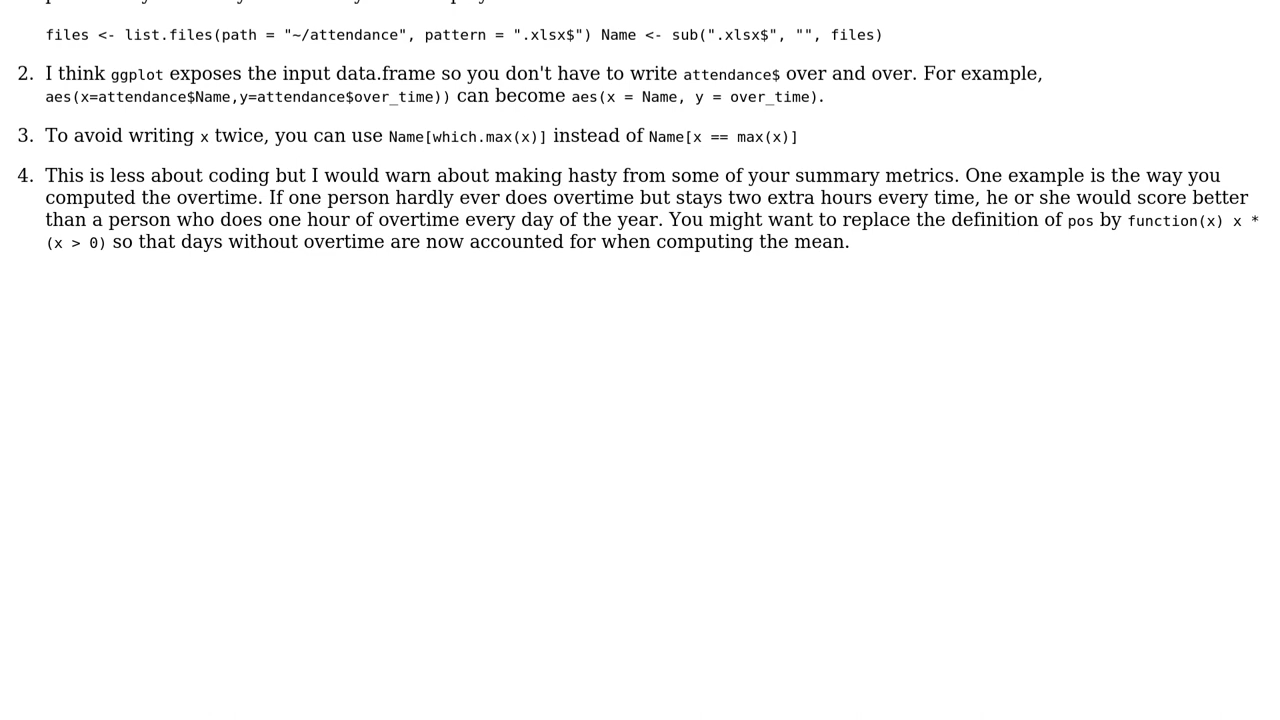 files <- list.files(path = "~/attendance", pattern = ".xlsx$") Name <- sub(".xlsx$", "", files)
2. I think ggplot exposes the input data.frame so you don't have to write attendance$ over and over. For example,
aes(x=attendance$Name,y=attendance$over_time)) can become aes(x = Name, y = over_time).
3. To avoid writing x twice, you can use Name[which.max(x)] instead of Name[x == max(x)]
4. This is less about coding but I would warn about making hasty from some of your summary metrics. One example is the way you
computed the overtime. If one person hardly ever does overtime but stays two extra hours every time, he or she would score better
than a person who does one hour of overtime every day of the year. You might want to replace the definition of pos by function(x) x *
(x > 0) so that days without overtime are now accounted for when computing the mean.